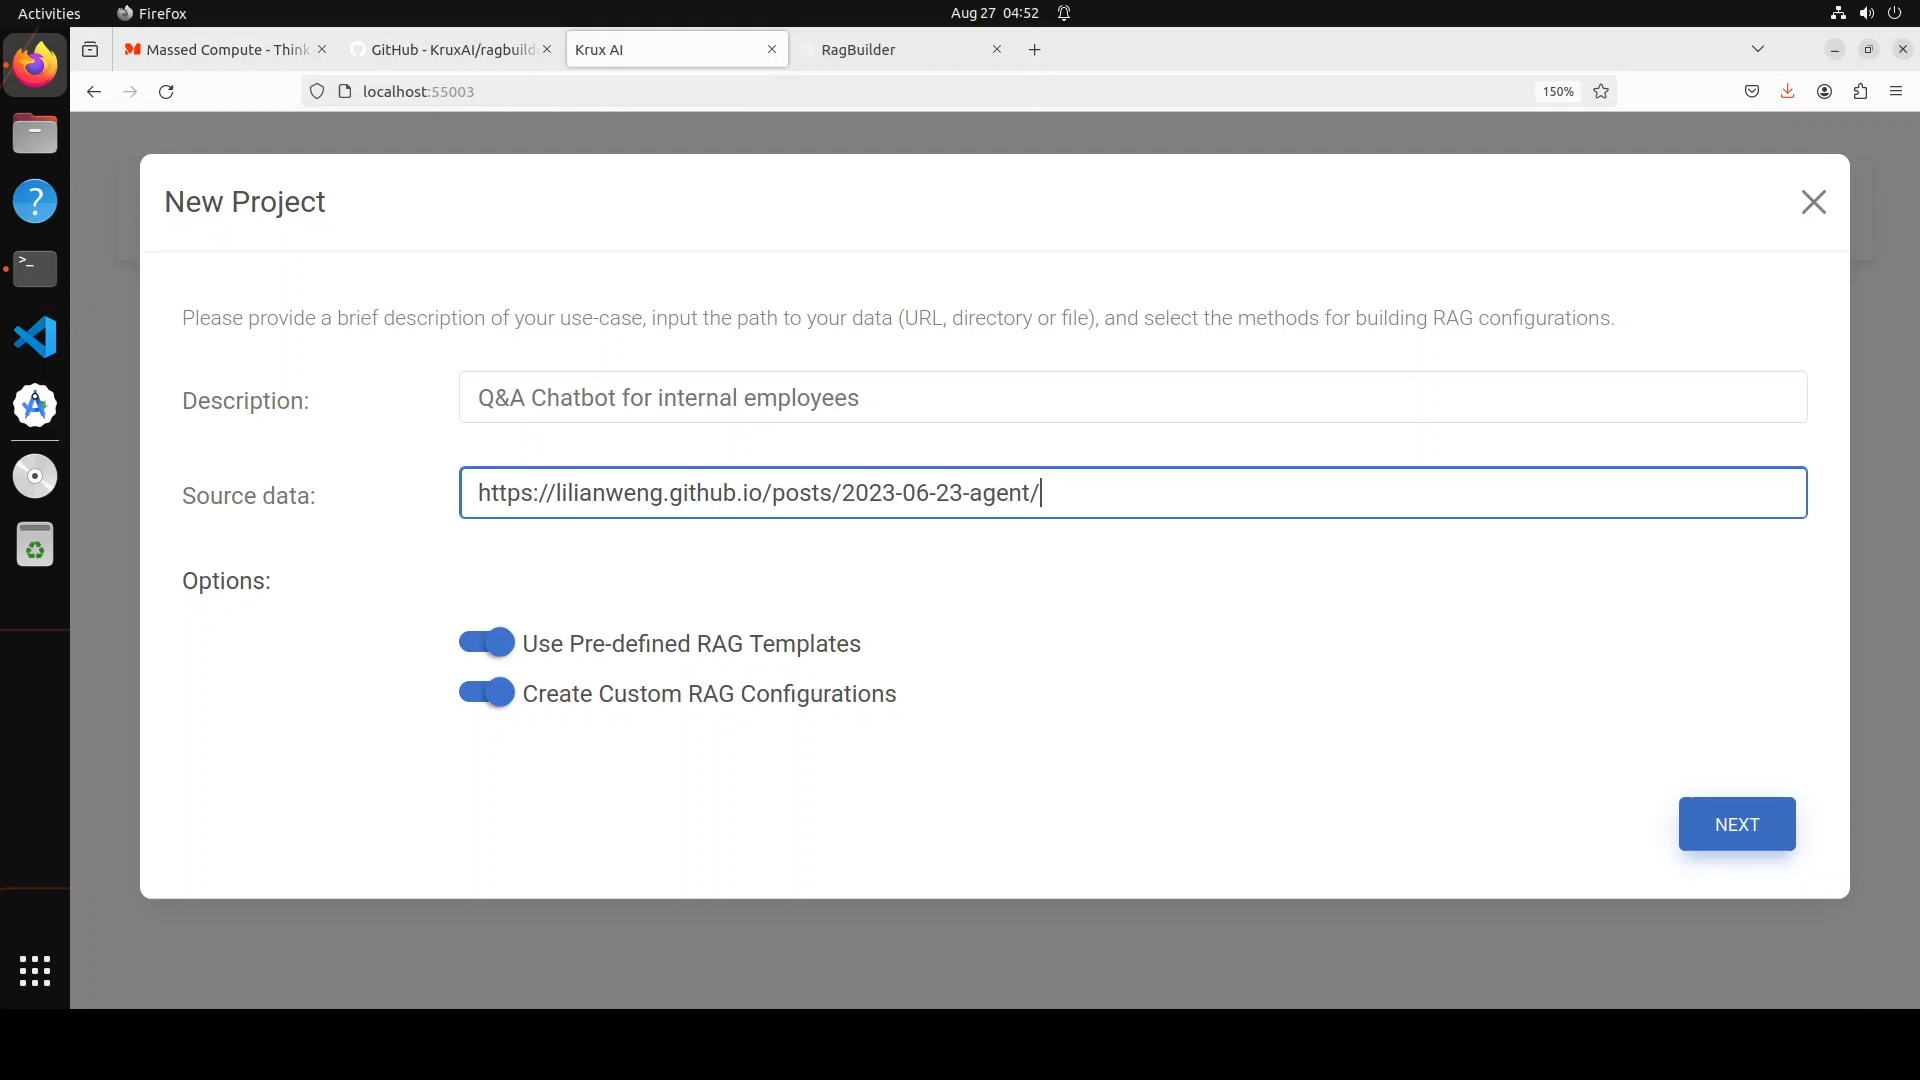 Activities
Firefox
Aug 27 04:52
Massed Compute - Think
GitHub - KruxAI/ragbuild
Krux AI
RagBuilder
localhost:55003
150%
New Project
Please provide a brief description of your use-case, input the path to your data (URL, directory or file), and select the methods for building RAG configurations.
Description:
Q&A Chatbot for internal employees
Source data:
https://lilianweng.github.io/posts/2023-06-23-agent/
Options:
Use Pre-defined RAG Templates
Create Custom RAG Configurations
NEXT